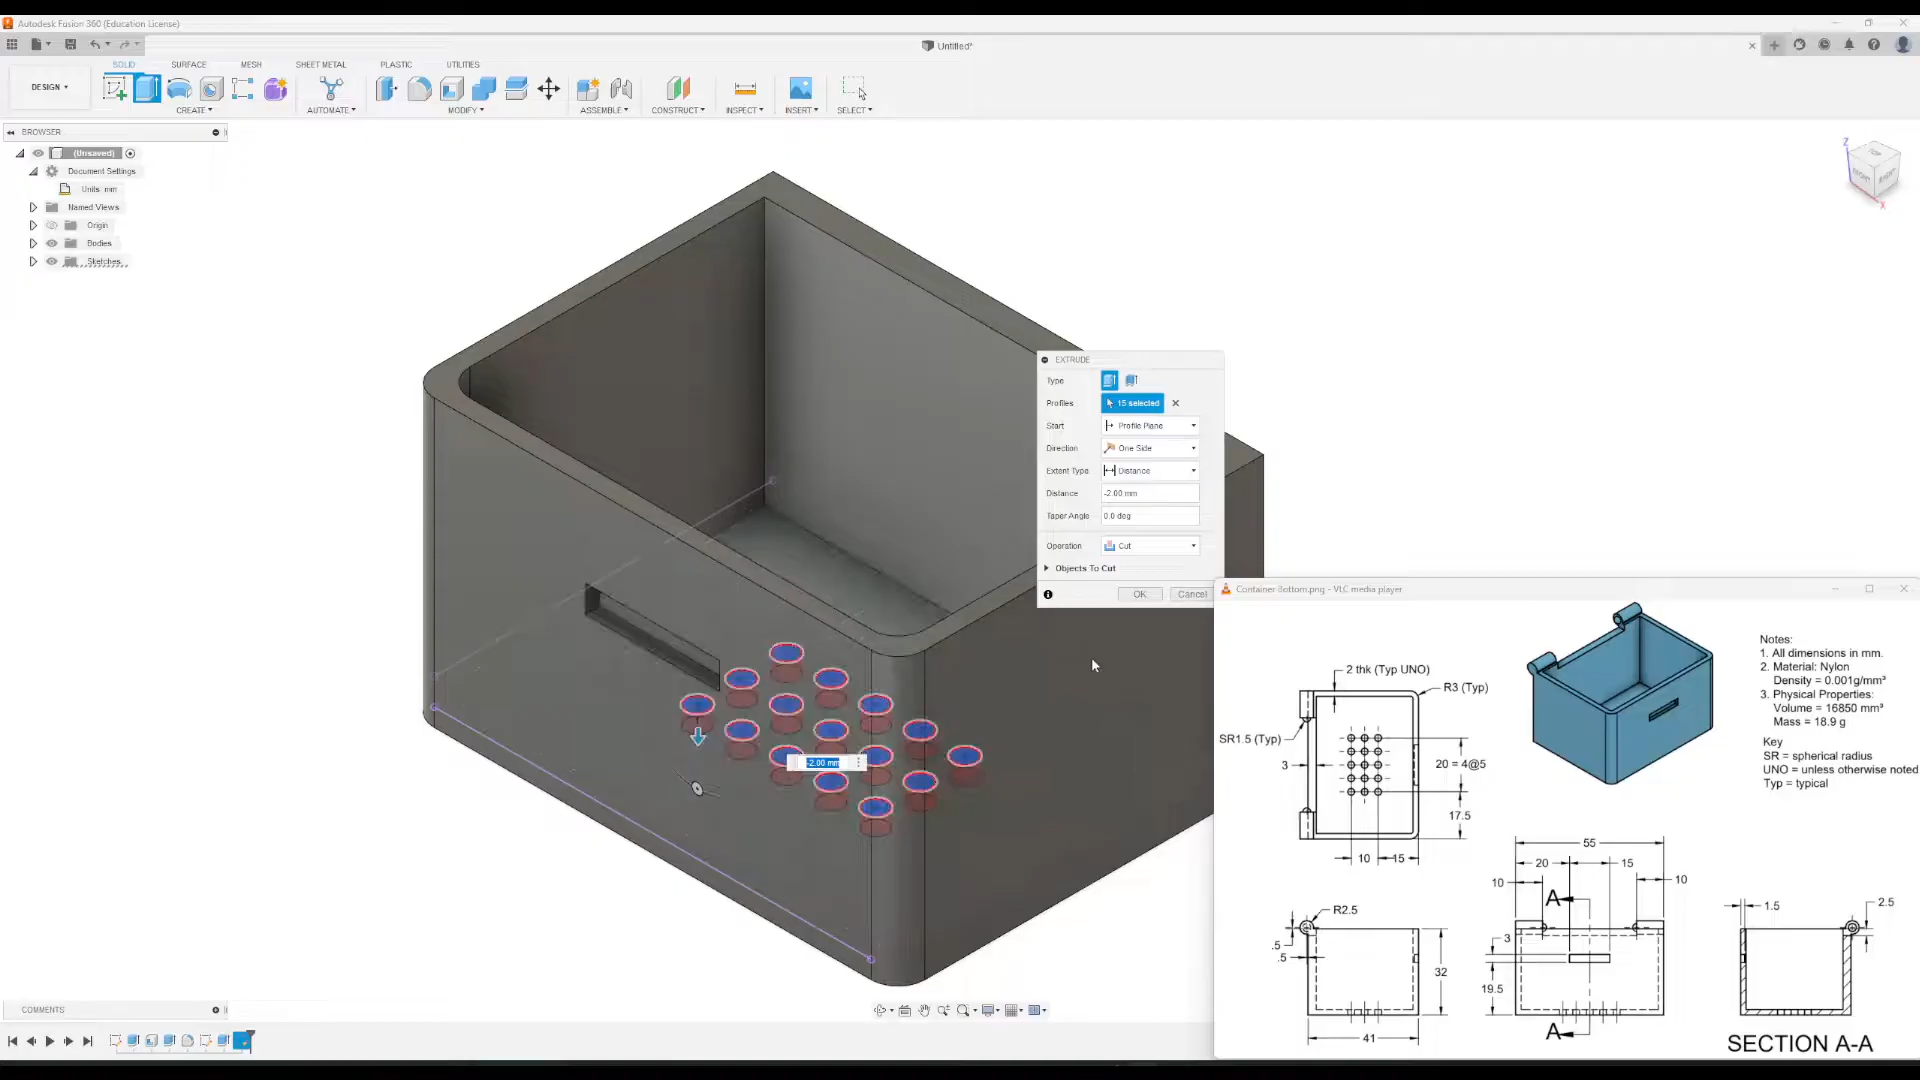 Autodesk Fusion 360 (Education License)
Untitled*
SOLID SURFACE MESH SHEET METAL PLASTIC UTILITIES
DESIGN
CREATE AUTOMATE MODIFY ASSEMBLE CONSTRUCT INSPECT INSERT SELECT
BROWSER
(Unsaved)
Document Settings
Units mm
Named Views
Origin
Bodies
Sketches
Z
TOP
FRONT
RIGHT
X
EXTRUDE
Type
Profiles 15 selected
Start Profile Plane
Direction One Side
Extent Type Distance
Distance -2.00 mm
Taper Angle 0.0 deg
Operation Cut
Objects To Cut
OK Cancel
-2.00 mm
Container Bottom.png - VLC media player
2 thk (Typ UNO)
R3 (Typ)
SR1.5 (Typ)
3
20 = 4@5
17.5
10
15
Notes:
1. All dimensions in mm.
2. Material: Nylon
Density = 0.001g/mm³
3. Physical Properties:
Volume = 16850 mm³
Mass = 18.9 g
Key
SR = spherical radius
UNO = unless otherwise noted
Typ = typical
55
20
15
10
10
A
3
19.5
A
R2.5
.5
.5
32
41
1.5
2.5
SECTION A-A
COMMENTS